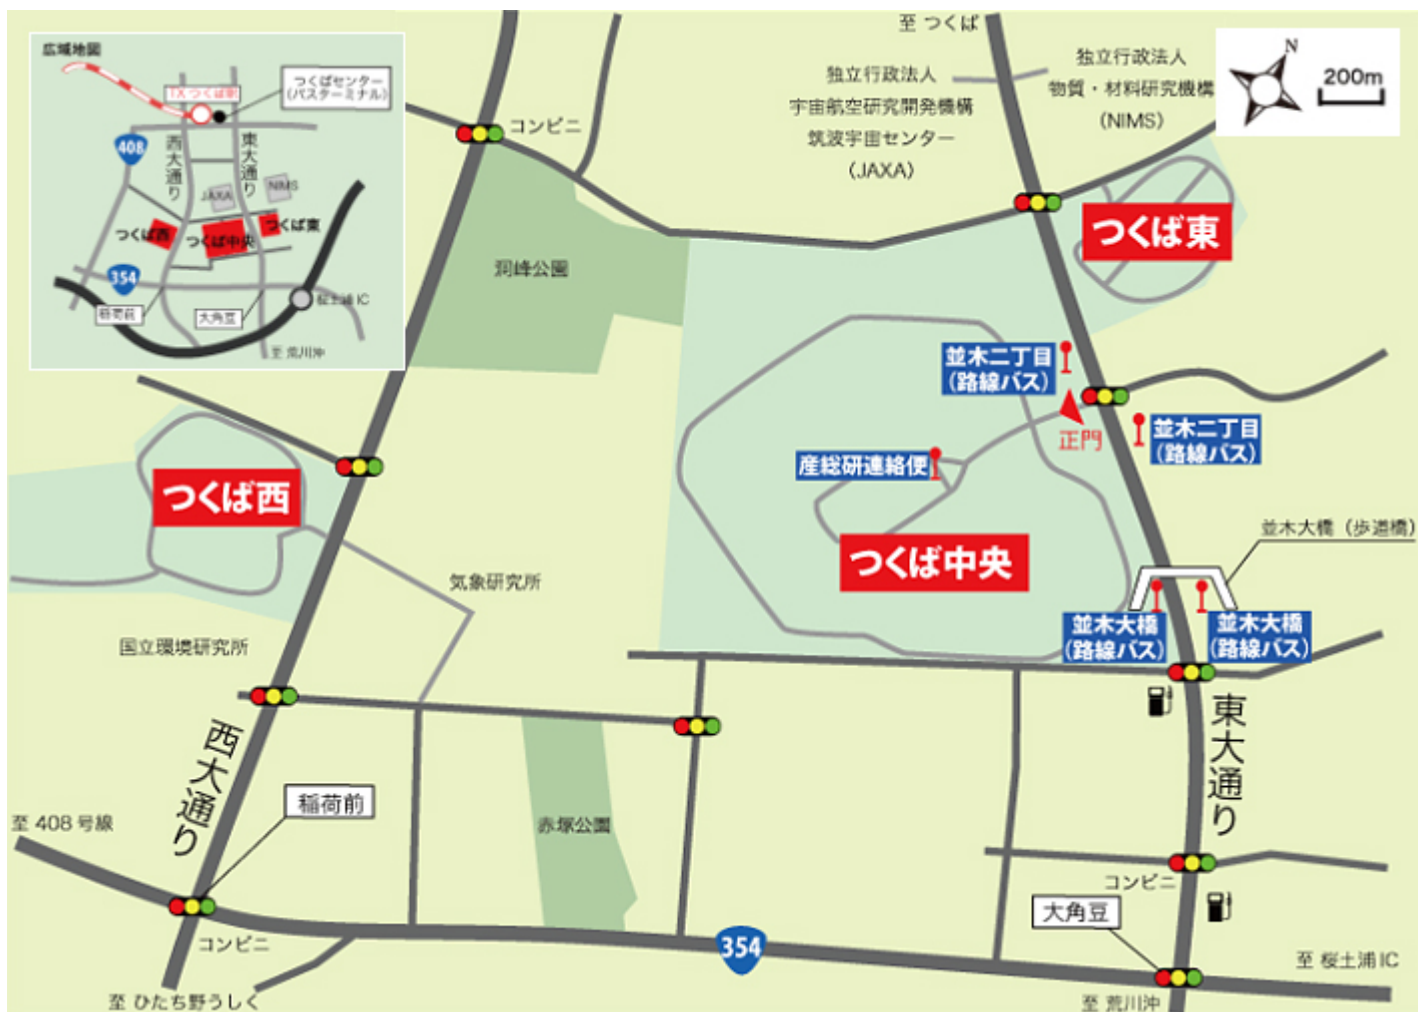 広域地図
TX つくば駅
つくばセンター
(バスターミナル)
408
西大通り
東大通り
JAXA
NIMS
つくば西
つくば中央
つくば東
354
稲荷前
大角豆
桜土浦IC
至 荒川沖
至 つくば
独立行政法人
宇宙航空研究開発機構
筑波宇宙センター
(JAXA)
独立行政法人
物質・材料研究機構
(NIMS)
N
200m
コンビニ
洞峰公園
つくば東
並木二丁目
(路線バス)
正門
並木二丁目
(路線バス)
産総研連絡便
つくば西
つくば中央
並木大橋 (歩道橋)
気象研究所
国立環境研究所
並木大橋
(路線バス)
並木大橋
(路線バス)
西大通り
東大通り
稲荷前
至 408 号線
赤塚公園
コンビニ
大角豆
コンビニ
354
至 桜土浦IC
至 ひたち野うしく
至 荒川沖